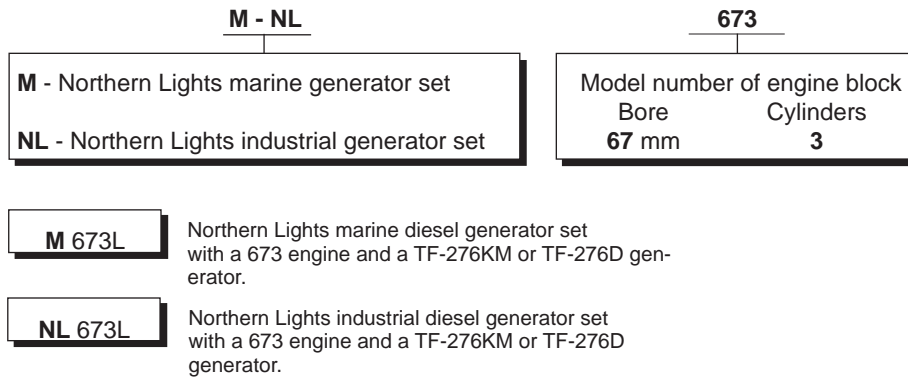 M - NL
673
M - Northern Lights marine generator set
NL - Northern Lights industrial generator set
Model number of engine block
Bore Cylinders
67 mm 3
M 673L
Northern Lights marine diesel generator set
with a 673 engine and a TF-276KM or TF-276D gen-
erator.
NL 673L
Northern Lights industrial diesel generator set
with a 673 engine and a TF-276KM or TF-276D
generator.